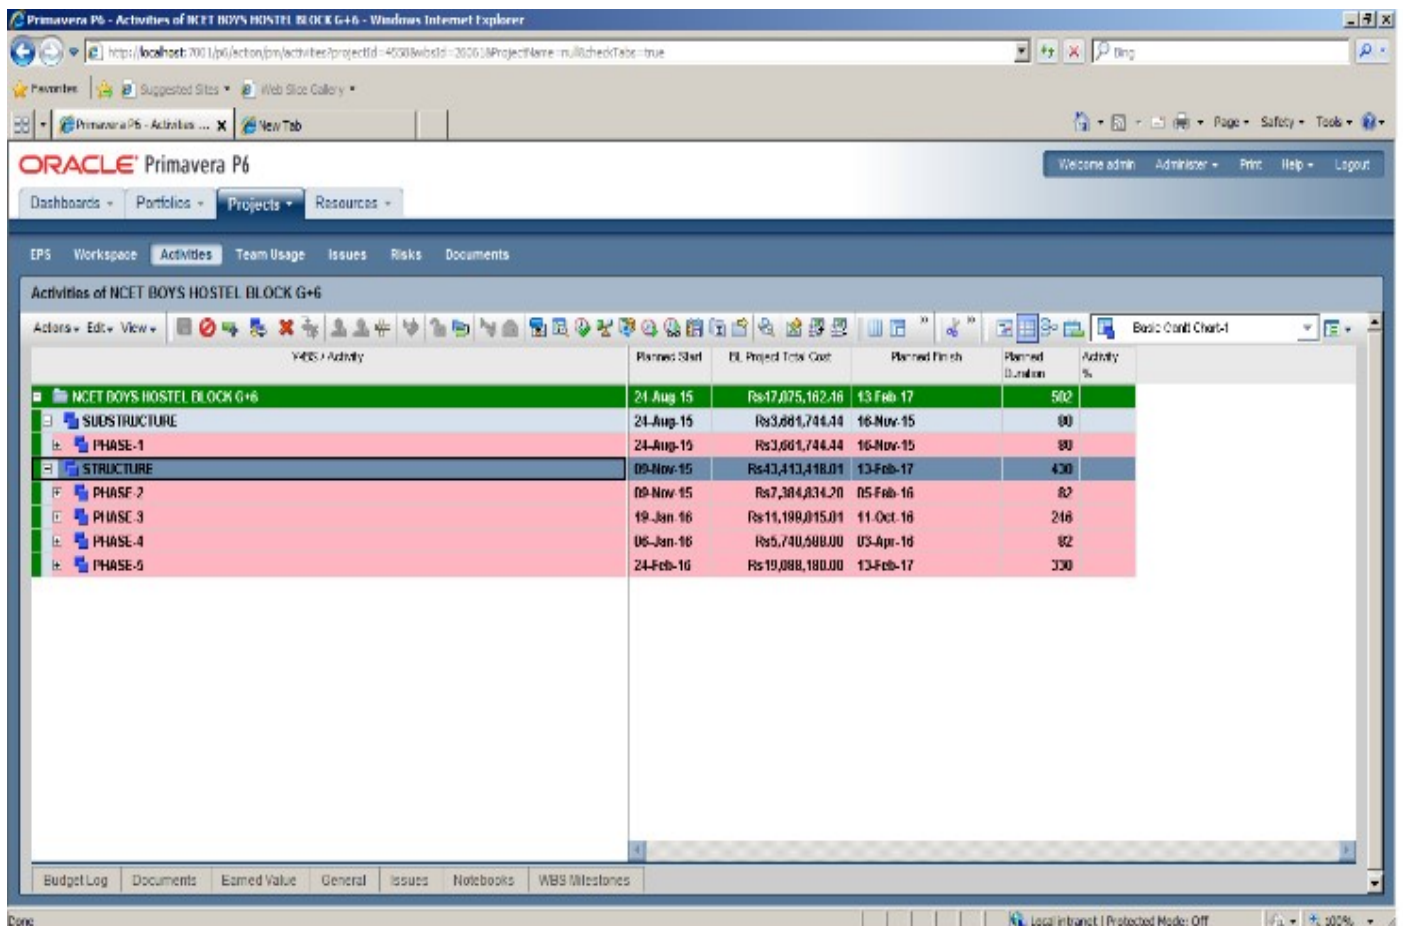 Primavera P6 - Activities of NCET BOYS HOSTEL BLOCK G+6 - Windows Internet Explorer
Bing
Favorites Suggested Sites Web Slice Gallery
Primavera P6 - Activities ... New Tab Page Safety Tools
ORACLE Primavera P6 Welcome admin Administer Print Help Logout
Dashboards Portfolios Projects Resources
EPS Workspace Activities Team Usage Issues Risks Documents
Activities of NCET BOYS HOSTEL BLOCK G+6
Actions Edit View Basic Gantt Chart-1
WBS / Activity Planned Start BL Project Total Cost Planned Finish Planned Duration Activity %
NCET BOYS HOSTEL BLOCK G+6 24-Aug-15 Rs47,075,162.46 13-Feb-17 502
SUBSTRUCTURE 24-Aug-15 Rs3,661,744.44 16-Nov-15 80
PHASE-1 24-Aug-15 Rs3,661,744.44 16-Nov-15 80
STRUCTURE 09-Nov-15 Rs43,413,418.01 13-Feb-17 430
PHASE-2 09-Nov-15 Rs7,384,834.20 05-Feb-16 82
PHASE-3 19-Jan-16 11-Oct-16 246
PHASE-4 06-Jan-16 03-Apr-16 82
PHASE-5 24-Feb-16 Rs19,088,180.00 13-Feb-17 330
Budget Log Documents Earned Value General Issues Notebooks WBS Milestones
Done Local intranet | Protected Mode: Off 100%